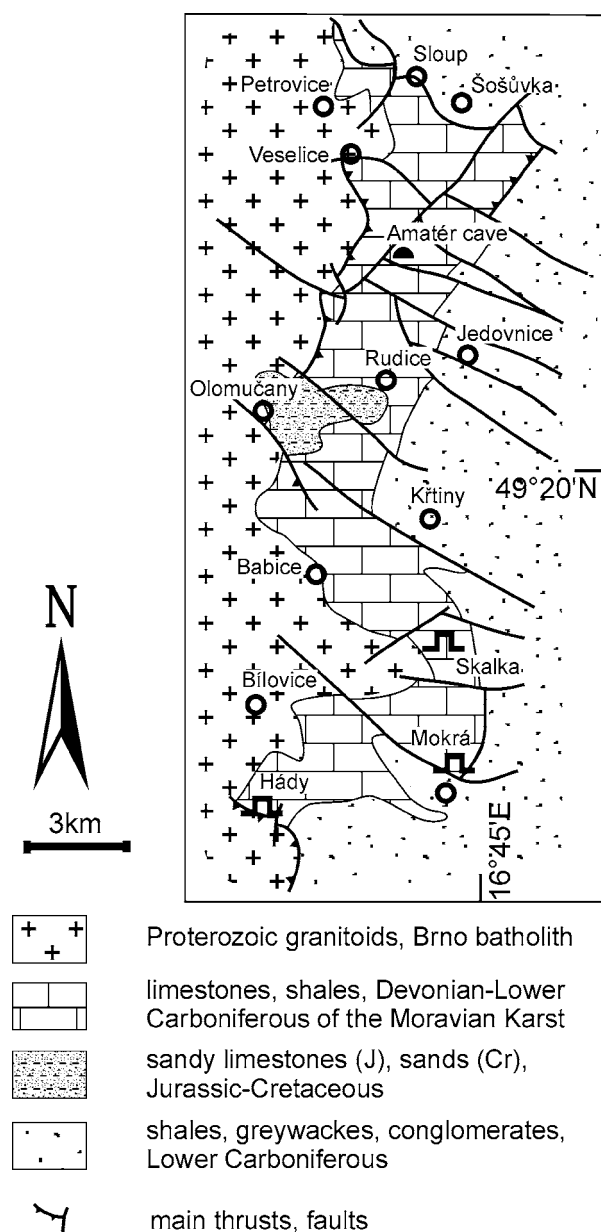 Sloup
Petrovice
Šošůvka
Veselice
Amatér cave
Jedovnice
Rudice
Olomučany
49°20'N
Křtiny
Babice
N
Skalka
Bílovice
Mokrá
Hády
3km
16°45'E
Proterozoic granitoids, Brno batholith
limestones, shales, Devonian-Lower
Carboniferous of the Moravian Karst
sandy limestones (J), sands (Cr),
Jurassic-Cretaceous
shales, greywackes, conglomerates,
Lower Carboniferous
main thrusts, faults